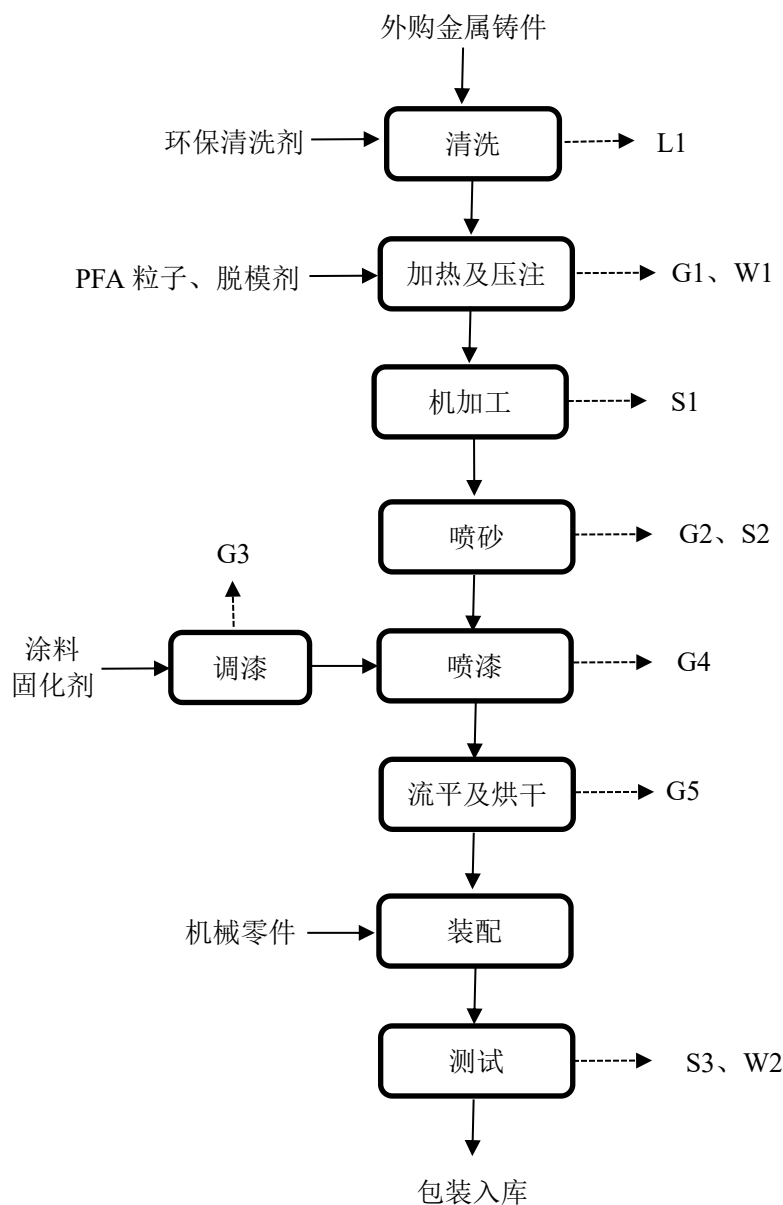 外购金属铸件
环保清洗剂
清洗
L1
PFA 粒子、脱模剂
加热及压注
G1、W1
机加工
S1
喷砂
G2、S2
G3
涂料
固化剂
调漆
喷漆
G4
流平及烘干
G5
机械零件
装配
测试
S3、W2
包装入库